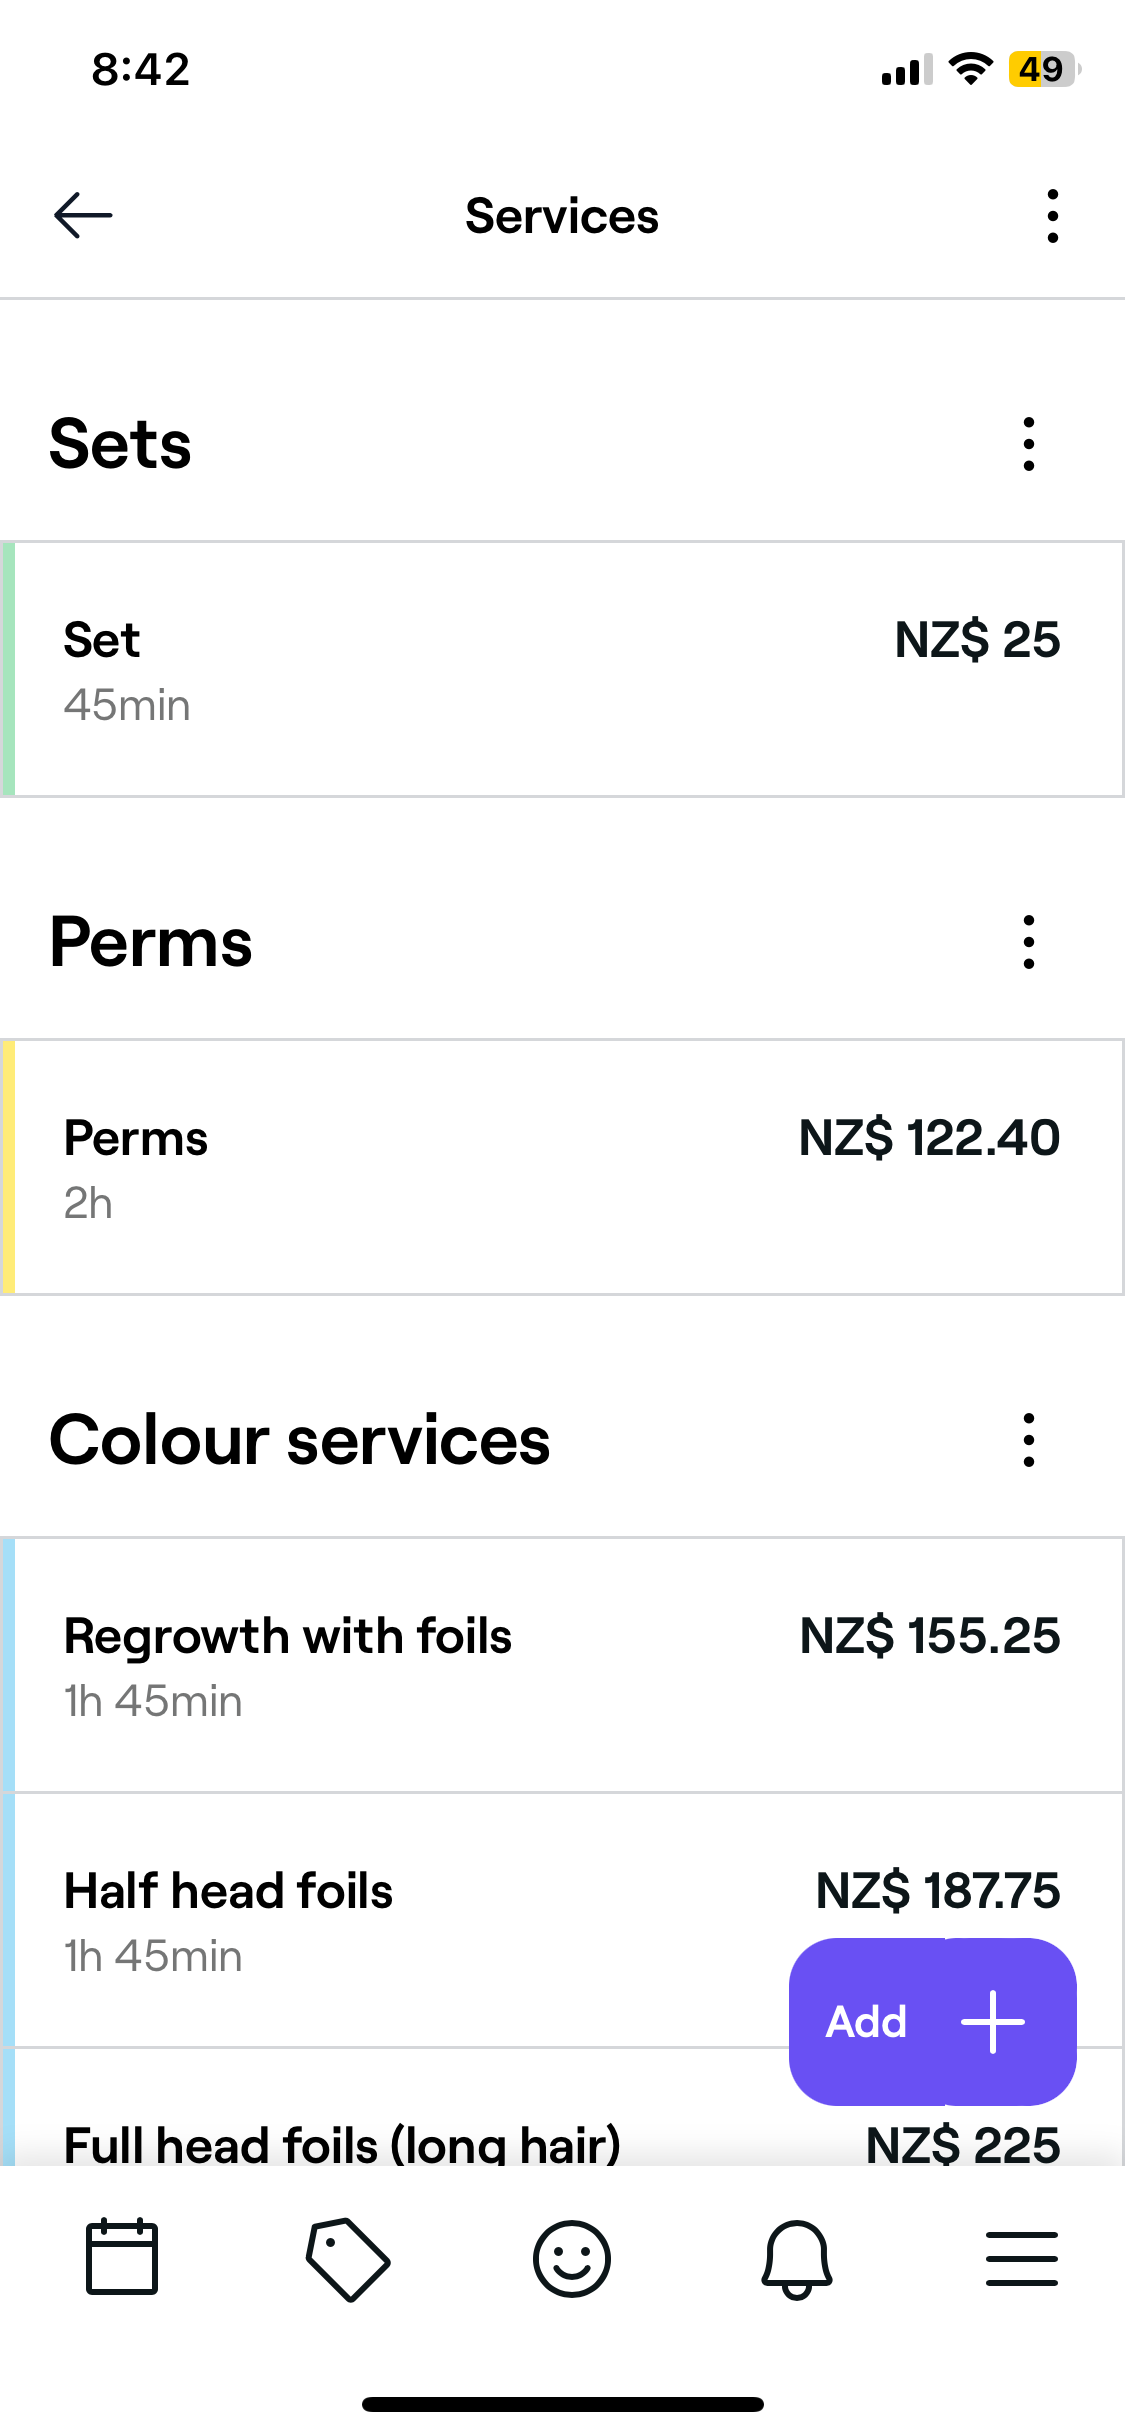 8:42
49
Services
Sets
Set
NZ$ 25
45min
Perms
Perms
NZ$ 122.40
2h
Colour services
Regrowth with foils
NZ$ 155.25
1h 45min
Half head foils
NZ$ 187.75
1h 45min
Add
Full head foils (long hair)
NZ$ 225